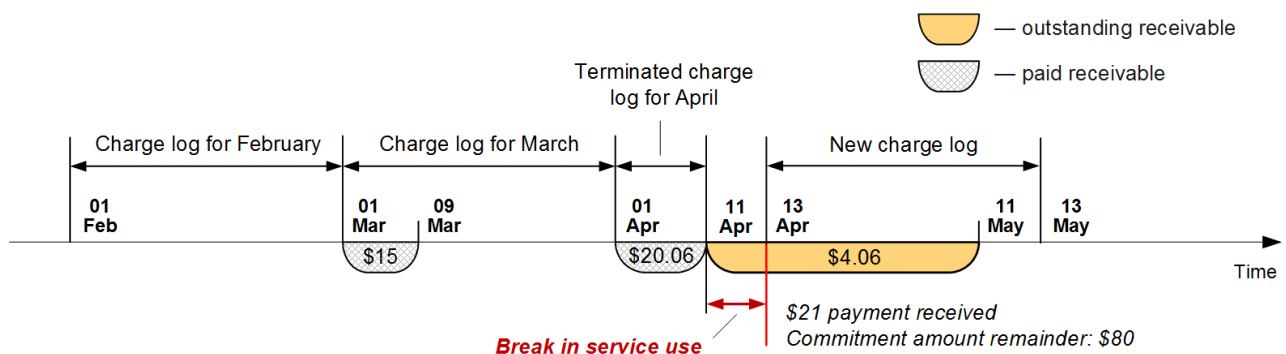 — outstanding receivable
— paid receivable
Terminated charge
log for April
Charge log for February
Charge log for March
New charge log
01
Feb
01
Mar
09
Mar
01
Apr
11
Apr
13
Apr
11
May
13
May
$15
$20.06
$4.06
Time
$21 payment received
Commitment amount remainder: $80
Break in service use